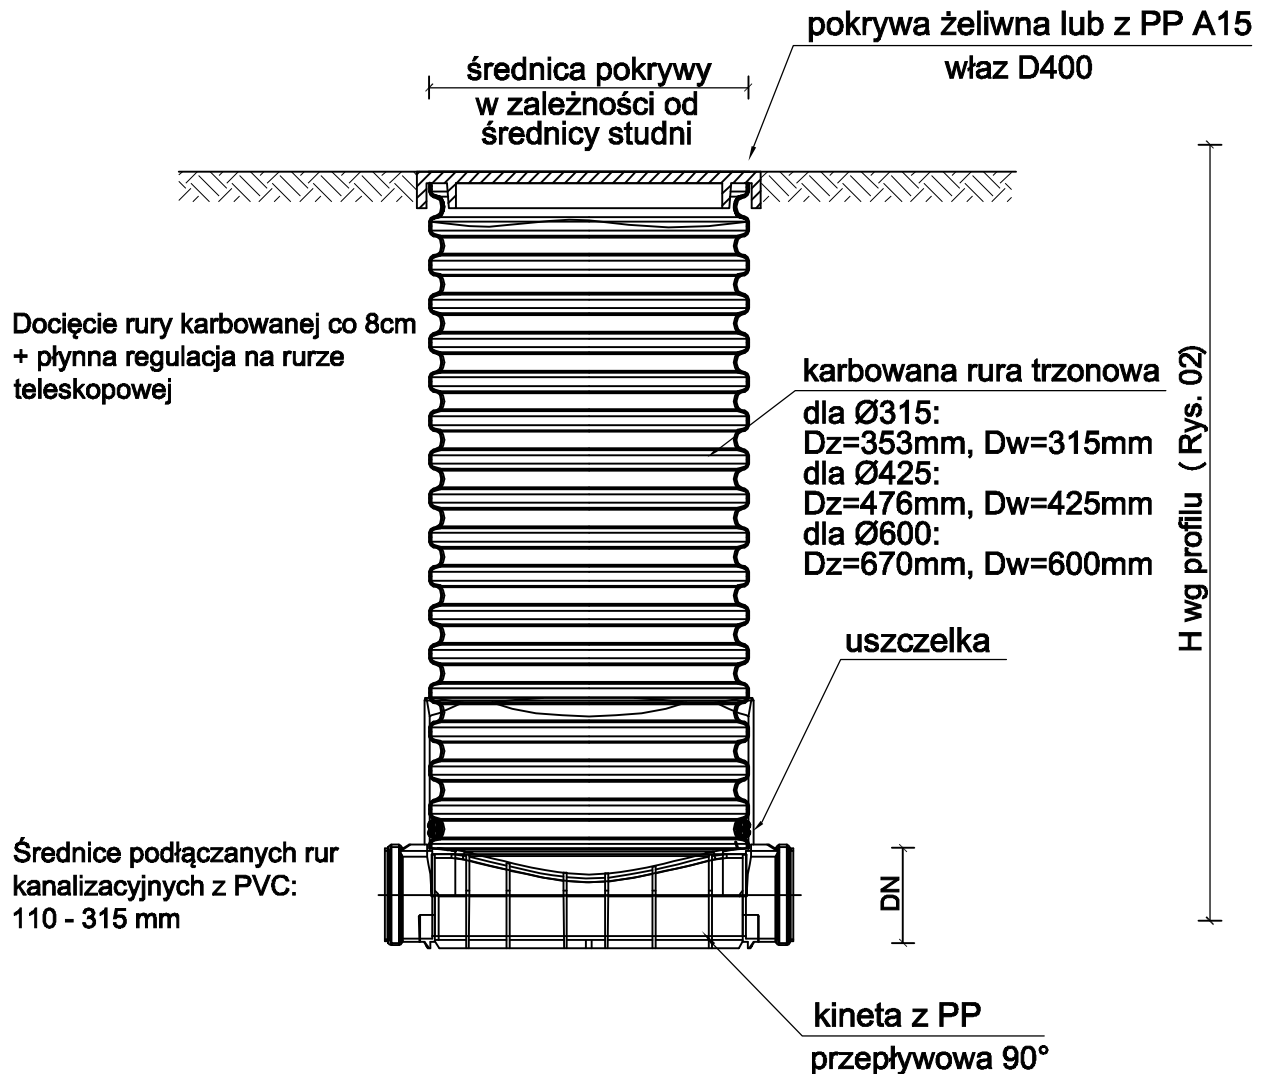 pokrywa żeliwna lub z PP A15
właz D400
średnica pokrywy
w zależności od
średnicy studni
Docięcie rury karbowanej co 8cm
+ płynna regulacja na rurze
teleskopowej
karbowana rura trzonowa
dla Ø315:
Dz=353mm, Dw=315mm
dla Ø425:
Dz=476mm, Dw=425mm
dla Ø600:
Dz=670mm, Dw=600mm
H wg profilu ( Rys. 02)
uszczelka
Średnice podłączanych rur
kanalizacyjnych z PVC:
110 - 315 mm
DN
kineta z PP
przepływowa 90°